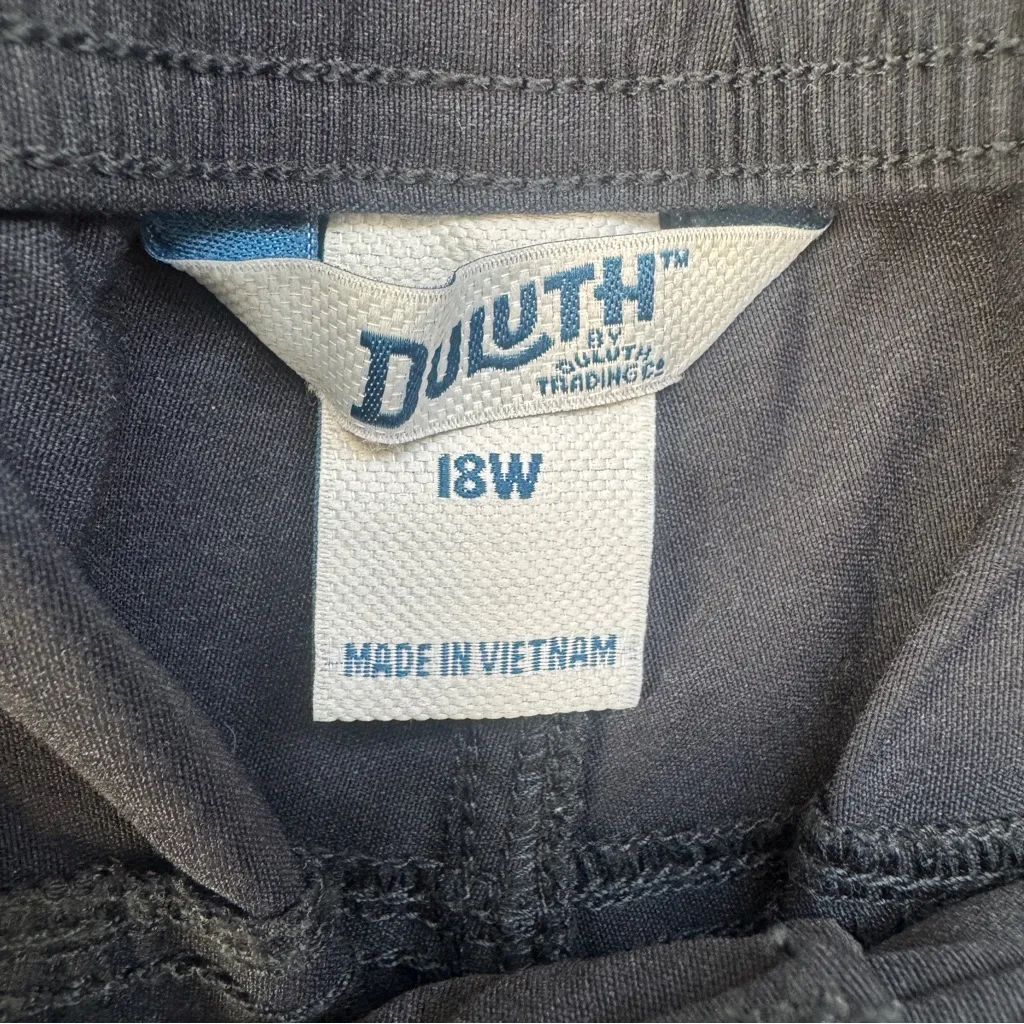 DULUTH™
BY
DULUTH
TRADING Co
18W
MADE IN VIETNAM